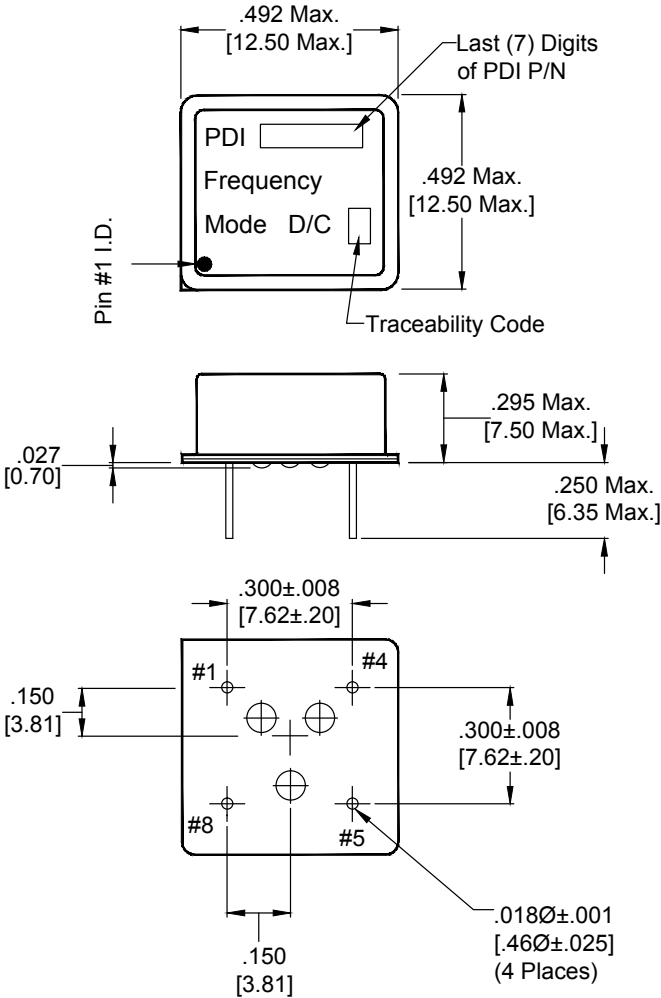 .492 Max.
[12.50 Max.]
Last (7) Digits
of PDI P/N
PDI
Frequency
Mode D/C
.492 Max.
[12.50 Max.]
Pin #1 I.D.
Traceability Code
.295 Max.
[7.50 Max.]
.027
[0.70]
.250 Max.
[6.35 Max.]
.300±.008
[7.62±.20]
#1
#4
.150
[3.81]
.300±.008
[7.62±.20]
#8
#5
.018Ø±.001
[.46Ø±.025]
(4 Places)
.150
[3.81]